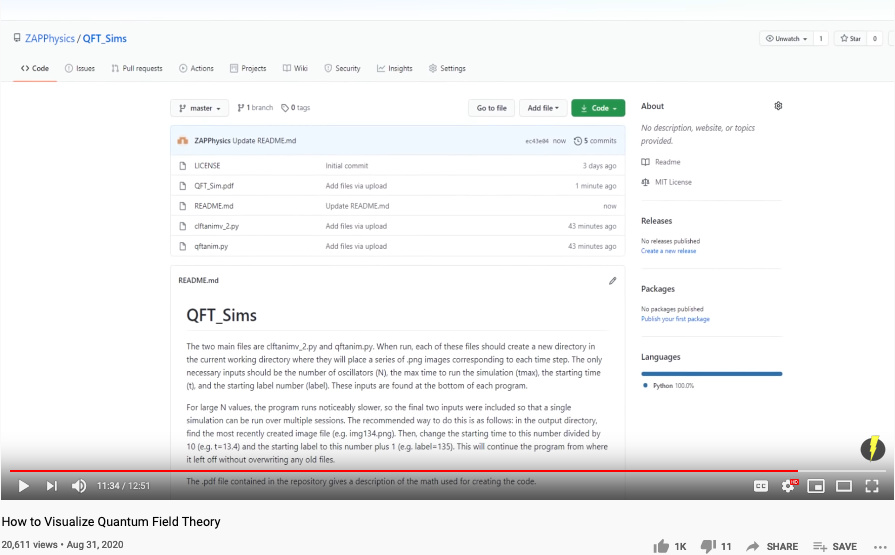 ZAPPhysics / QFT_Sims
Unwatch 1 Star 0
Code Issues Pull requests Actions Projects Wiki Security Insights Settings
master 1 branch 0 tags Go to file Add file Code
ZAPPhysics Update README.md ec43e04 now 5 commits
LICENSE Initial commit 3 days ago
QFT_Sim.pdf Add files via upload 1 minute ago
README.md Update README.md now
clftanimv_2.py Add files via upload 43 minutes ago
qftanim.py Add files via upload 43 minutes ago
README.md
QFT_Sims
The two main files are clftanimv_2.py and qftanim.py. When run, each of these files should create a new directory in
the current working directory where they will place a series of .png images corresponding to each time step. The only
necessary inputs should be the number of oscillators (N), the max time to run the simulation (tmax), the starting time
(t), and the starting label number (label). These inputs are found at the bottom of each program.
For large N values, the program runs noticeably slower, so the final two inputs were included so that a single
simulation can be run over multiple sessions. The recommended way to do this is as follows: in the output directory,
find the most recently created image file (e.g. img134.png). Then, change the starting time to this number divided by
10 (e.g. t=13.4) and the starting label to this number plus 1 (e.g. label=135). This will continue the program from where
it left off without overwriting any old files.
The .pdf file contained in the repository gives a description of the math used for creating the code.
About
No description, website, or topics
provided.
Readme
MIT License
Releases
No releases published
Create a new release
Packages
No packages published
Publish your first package
Languages
Python 100.0%
11:34 / 12:51 CC HD
How to Visualize Quantum Field Theory
20,611 views • Aug 31, 2020 1K 11 SHARE SAVE